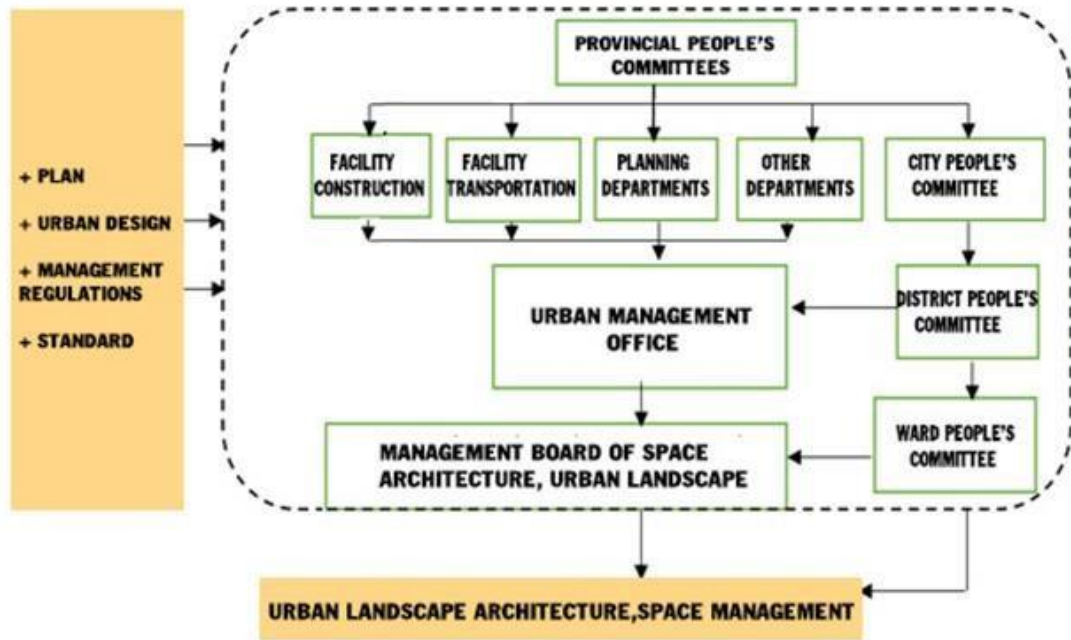 + PLAN
+ URBAN DESIGN
+ MANAGEMENT
REGULATIONS
+ STANDARD
PROVINCIAL PEOPLE'S
COMMITTEES
FACILITY
CONSTRUCTION
FACILITY
TRANSPORTATION
PLANNING
DEPARTMENTS
OTHER
DEPARTMENTS
CITY PEOPLE'S
COMMITTEE
URBAN MANAGEMENT
OFFICE
DISTRICT PEOPLE'S
COMMITTEE
MANAGEMENT BOARD OF SPACE
ARCHITECTURE, URBAN LANDSCAPE
WARD PEOPLE'S
COMMITTEE
URBAN LANDSCAPE ARCHITECTURE,SPACE MANAGEMENT